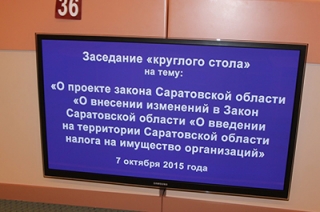 36
Заседание «круглого стола»
на тему:
«О проекте закона Саратовской области
«О внесении изменений в Закон
Саратовской области «О введении
на территории Саратовской области
налога на имущество организаций»
7 октября 2015 года
SAMSUNG